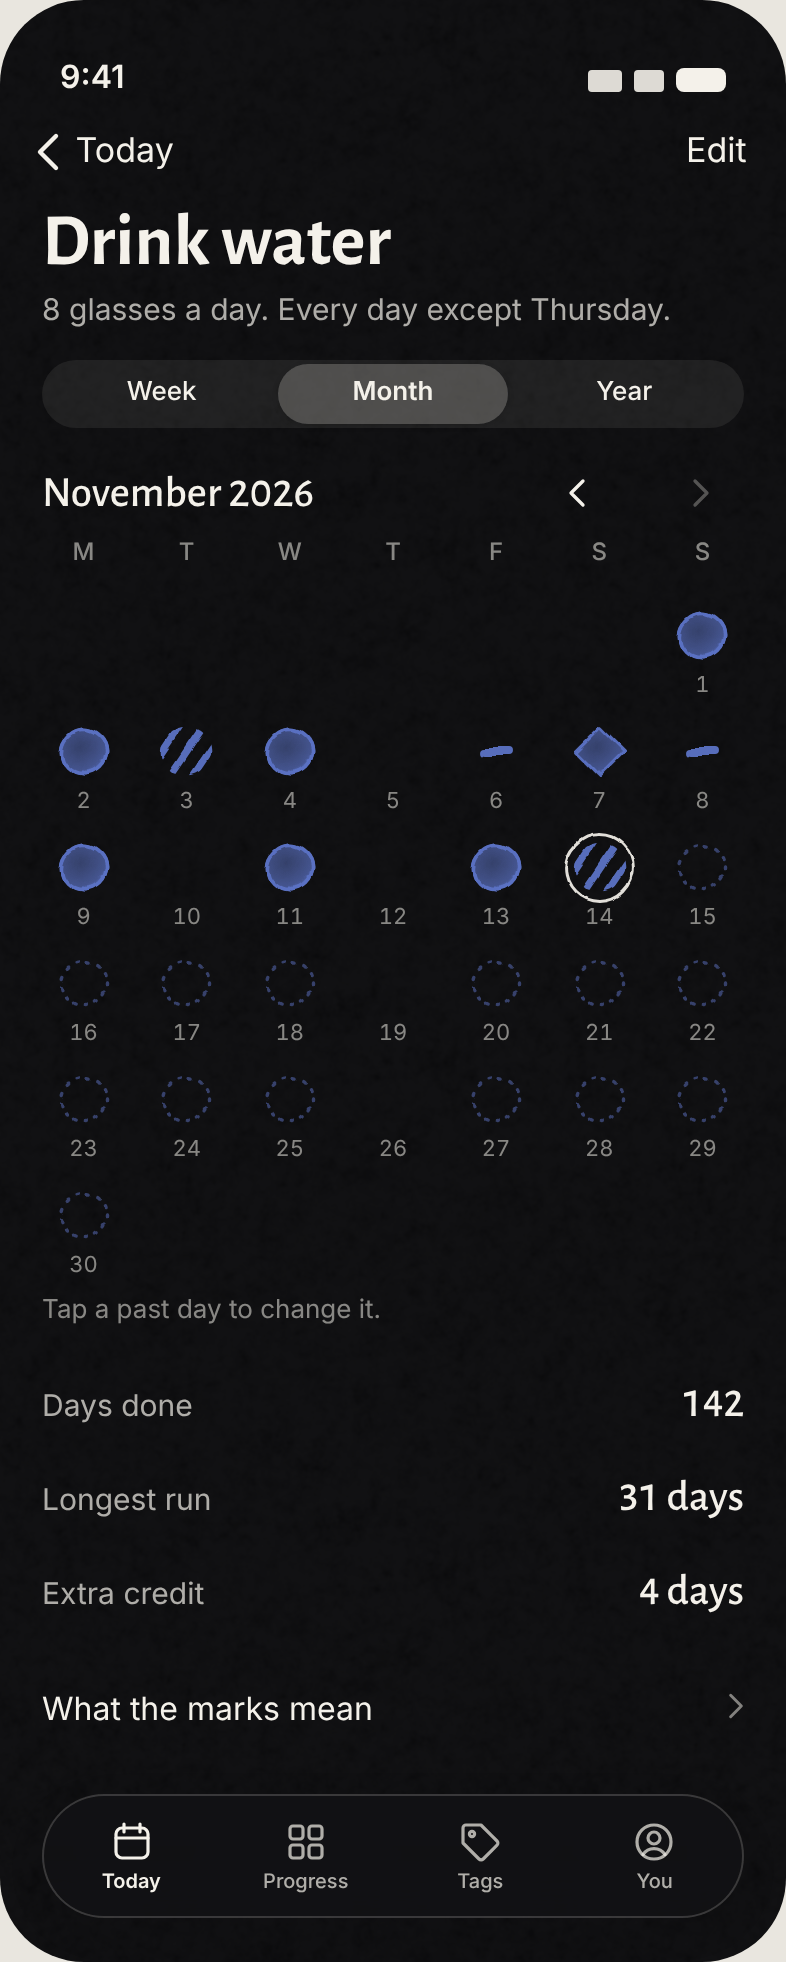 9:41
Today Edit
Drink water
8 glasses a day. Every day except Thursday.
Week Month Year
November 2026
M T W T F S S
1
2 3 4 5 6 7 8
9 10 11 12 13 14 15
16 17 18 19 20 21 22
23 24 25 26 27 28 29
30
Tap a past day to change it.
Days done 142
Longest run 31 days
Extra credit 4 days
What the marks mean
Today Progress Tags You